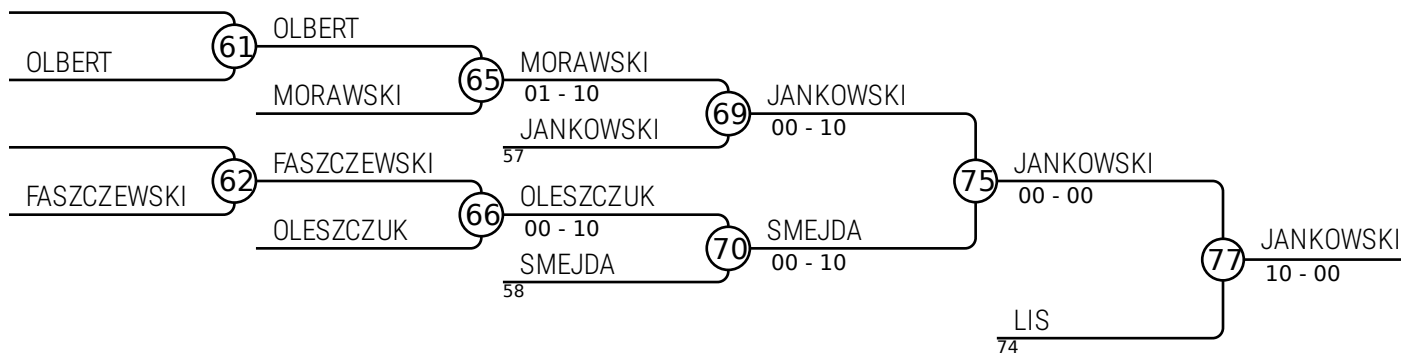 OLBERT
61
OLBERT
MORAWSKI
65
MORAWSKI
01 - 10
JANKOWSKI
57
69
JANKOWSKI
00 - 10
FASZCZEWSKI
62
FASZCZEWSKI
OLESZCZUK
66
OLESZCZUK
00 - 10
SMEJDA
58
70
SMEJDA
00 - 10
75
JANKOWSKI
00 - 00
LIS
74
77
JANKOWSKI
10 - 00